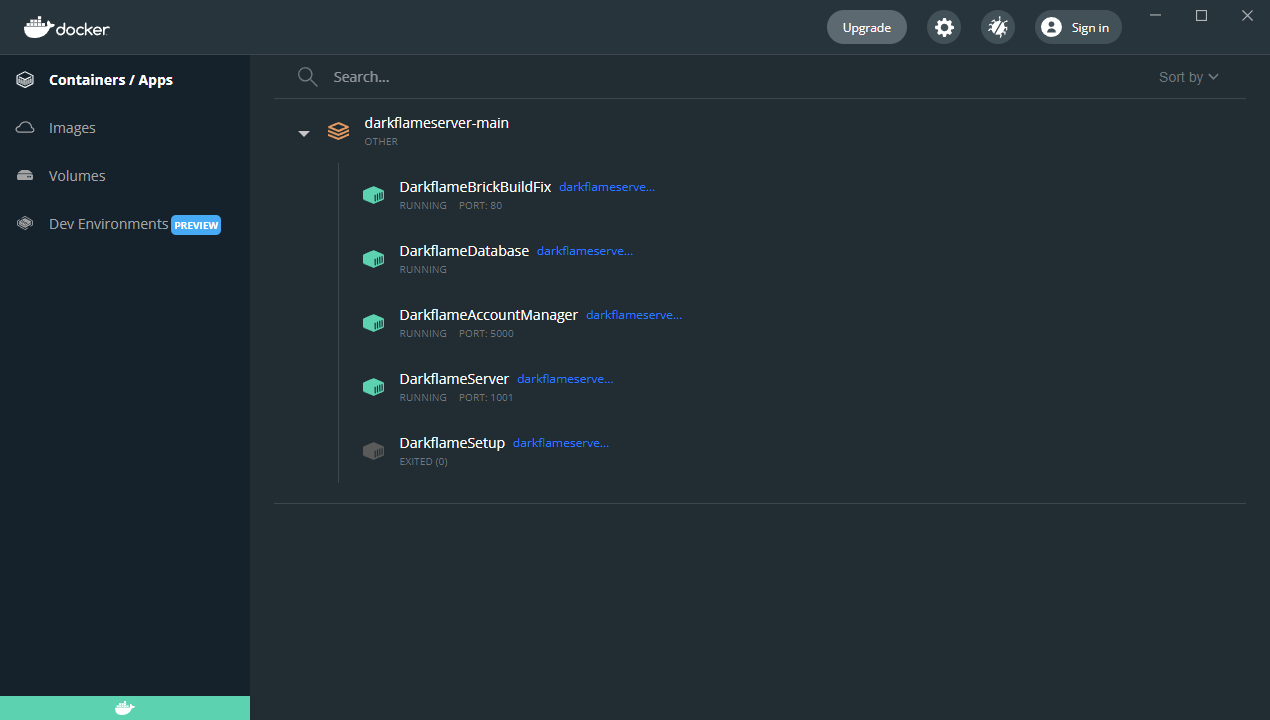 docker
Upgrade
Sign in
Containers / Apps
Images
Volumes
Dev Environments PREVIEW
Search...
Sort by
darkflameserver-main
OTHER
DarkflameBrickBuildFix darkflameserve...
RUNNING PORT: 80
DarkflameDatabase darkflameserve...
RUNNING
DarkflameAccountManager darkflameserve...
RUNNING PORT: 5000
DarkflameServer darkflameserve...
RUNNING PORT: 1001
DarkflameSetup darkflameserve...
EXITED (0)